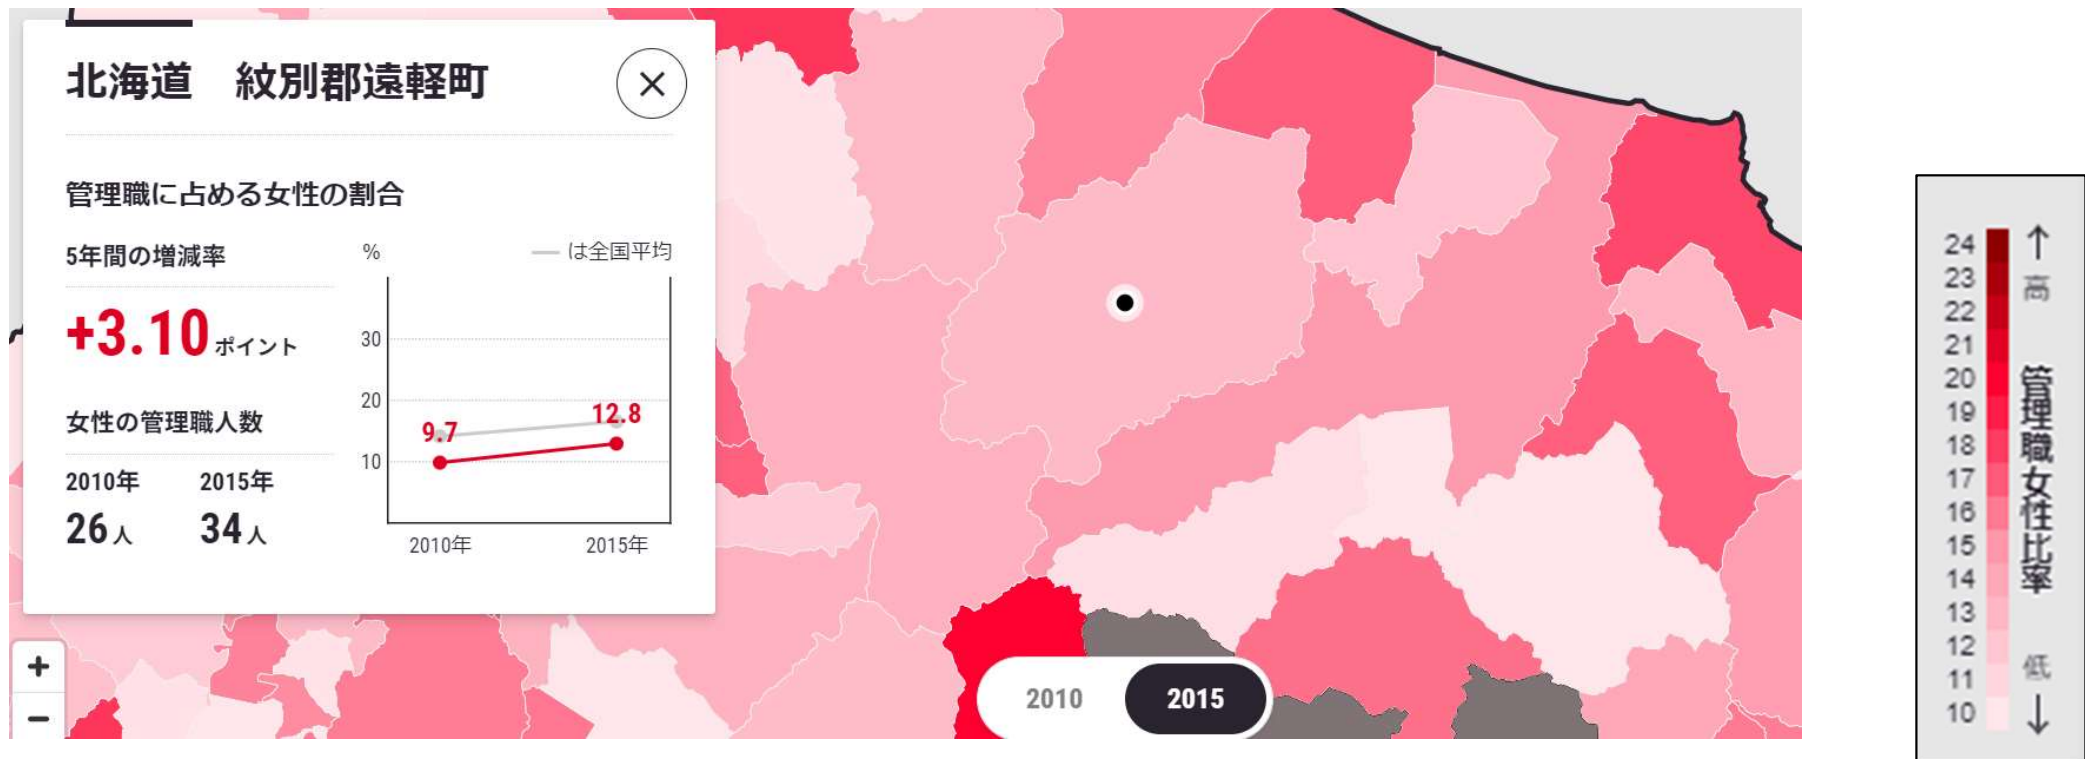 北海道　紋別郡遠軽町
管理職に占める女性の割合
5年間の増減率
+3.10ポイント
女性の管理職人数
2010年 2015年
26人 34人
%
は全国平均
30
20
10
9.7
12.8
2010年 2015年
+
−
2010 2015
24
23
22
21
20
19
18
17
16
15
14
13
12
11
10
↑
高
管理職女性比率
低
↓